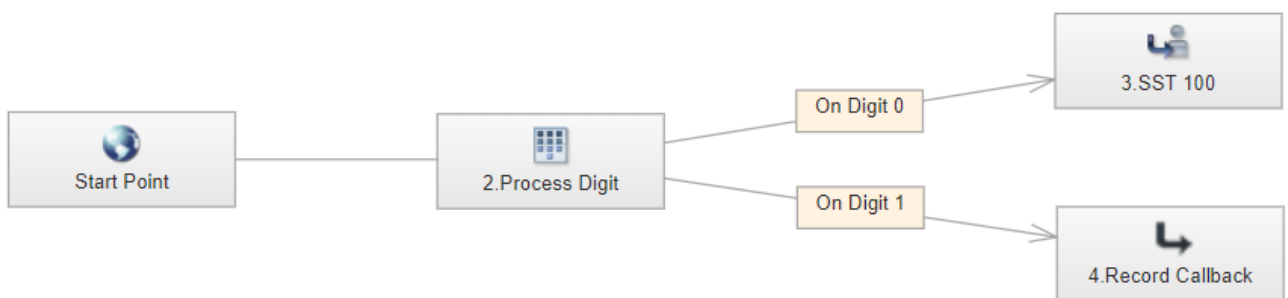 Start Point
2.Process Digit
On Digit 0
On Digit 1
3.SST 100
4.Record Callback